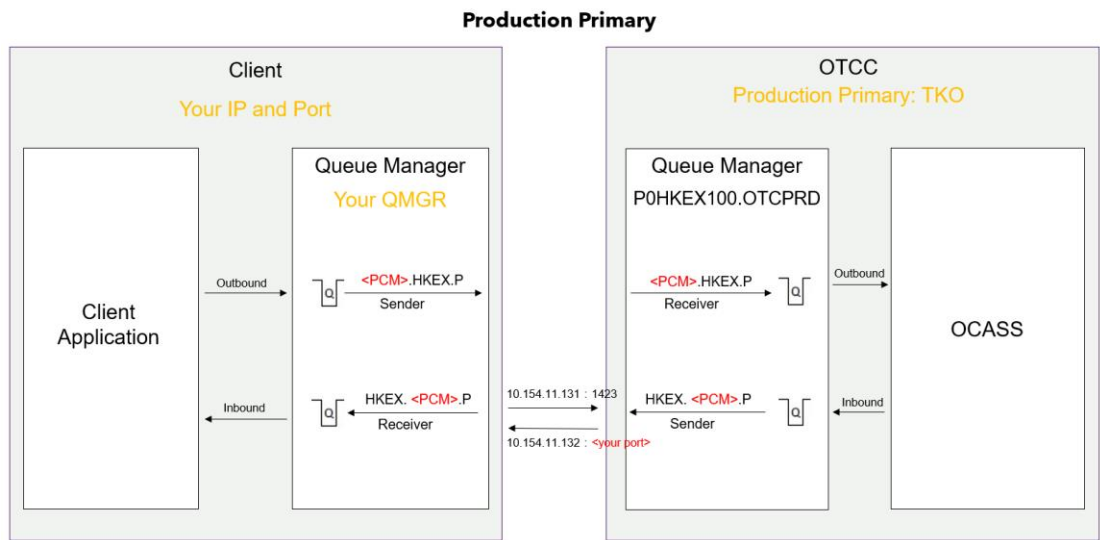 Production Primary
Client
Your IP and Port
OTCC
Production Primary: TKO
Client
Application
Queue Manager
Your QMGR
Outbound
Q
<PCM>.HKEX.P
Sender
Inbound
Q
HKEX. <PCM>.P
Receiver
10.154.11.131 : 1423
10.154.11.132 : <your port>
Queue Manager
P0HKEX100.OTCPRD
<PCM>.HKEX.P
Receiver
Q
Outbound
HKEX. <PCM>.P
Sender
Q
Inbound
OCASS